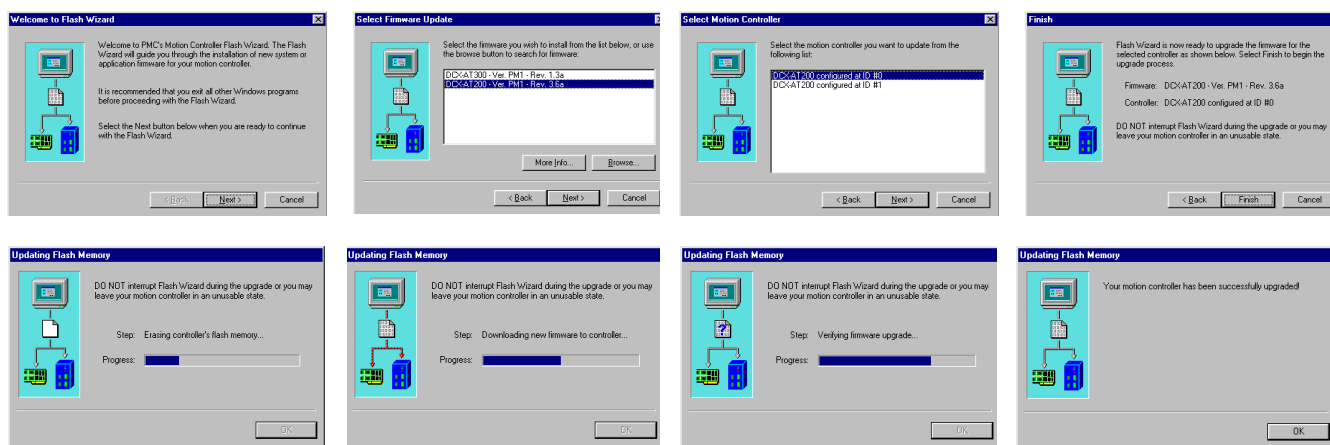 Welcome to Flash Wizard
Welcome to PMC's Motion Controller Flash Wizard. The Flash
Wizard will guide you through the installation of new system or
application firmware for your motion controller.
It is recommended that you exit all other Windows programs
before proceeding with the Flash Wizard.
Select the Next button below when you are ready to continue
with the Flash Wizard.
< Back
Next >
Cancel
Select Firmware Update
Select the firmware you wish to install from the list below, or use
the browse button to search for firmware:
DCX-AT300 - Ver. PM1 - Rev. 1.3a
DCX-AT200 - Ver. PM1 - Rev. 3.6a
More Info...
Browse...
< Back
Next >
Cancel
Select Motion Controller
Select the motion controller you want to update from the
following list:
DCX-AT200 configured at ID #0
DCX-AT200 configured at ID #1
< Back
Next >
Cancel
Finish
Flash Wizard is now ready to upgrade the firmware for the
selected controller as shown below. Select Finish to begin the
upgrade process.
Firmware: DCX-AT200 - Ver. PM1 - Rev. 3.6a
Controller: DCX-AT200 configured at ID #0
DO NOT interrupt Flash Wizard during the upgrade or you may
leave your motion controller in an unusable state.
< Back
Finish
Cancel
Updating Flash Memory
DO NOT interrupt Flash Wizard during the upgrade or you may
leave your motion controller in an unusable state.
Step: Erasing controller's flash memory...
Progress:
OK
Updating Flash Memory
DO NOT interrupt Flash Wizard during the upgrade or you may
leave your motion controller in an unusable state.
Step: Downloading new firmware to controller...
Progress:
OK
Updating Flash Memory
DO NOT interrupt Flash Wizard during the upgrade or you may
leave your motion controller in an unusable state.
Step: Verifying firmware upgrade...
Progress:
OK
Updating Flash Memory
Your motion controller has been successfully upgraded!
OK